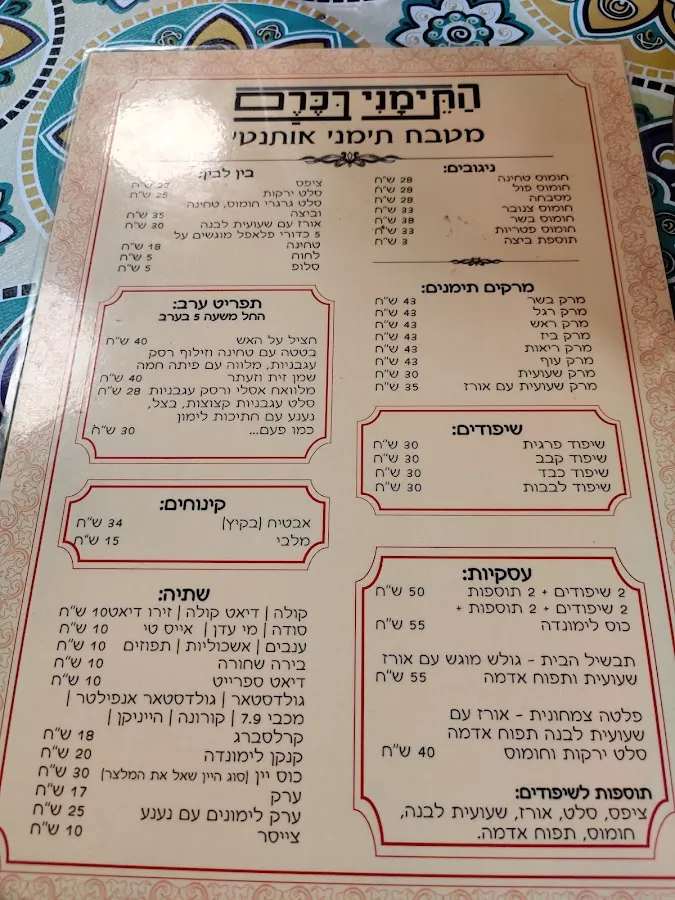 התימני בכרם
מטבח תימני אותנטי
ניגובים:
חומוס טחינה 28 ש"ח
חומוס פול 28 ש"ח
מסבחה 28 ש"ח
חומוס צנובר 33 ש"ח
חומוס בשר 38 ש"ח
חומוס פטריות 33 ש"ח
תוספת ביצה 3 ש"ח
מרקים תימנים:
מרק בשר 43 ש"ח
מרק רגל 43 ש"ח
מרק ראש 43 ש"ח
מרק ביז 43 ש"ח
מרק ריאות 43 ש"ח
מרק עוף 43 ש"ח
מרק שעועית 30 ש"ח
מרק שעועית עם אורז 35 ש"ח
שיפודים:
שיפוד פרגית 30 ש"ח
שיפוד קבב 30 ש"ח
שיפוד כבד 30 ש"ח
שיפוד לבבות 30 ש"ח
עסקיות:
2 שיפודים + 2 תוספות 50 ש"ח
2 שיפודים + 2 תוספות +
כוס לימונדה 55 ש"ח
תבשיל הבית - גולש מוגש עם אורז
שעועית ותפוח אדמה 55 ש"ח
פלטה צמחונית - אורז עם
שעועית לבנה תפוח אדמה
סלט ירקות וחומוס 40 ש"ח
תוספות לשיפודים:
ציפס, סלט, אורז, שעועית לבנה,
חומוס, תפוח אדמה.
בין לבין:
ציפס ש"ח
סלט ירקות 25 ש"ח
סלט גרגרי חומוס, טחינה
וביצה 35 ש"ח
אורז עם שעועית לבנה 30 ש"ח
5 כדורי פלאפל מוגשים על
טחינה 18 ש"ח
לחוח 5 ש"ח
סלופ 5 ש"ח
תפריט ערב:
החל משעה 5 בערב
חציל על האש 40 ש"ח
בטטה עם טחינה וזילוף רסק
עגבניות, מלווה עם פיתה חמה
שמן זית וזעתר 40 ש"ח
מלוואח אסלי ורסק עגבניות 28 ש"ח
סלט עגבניות קצוצות, בצל,
נענע עם חתיכות לימון
כמו פעם... 30 ש"ח
קינוחים:
אבטיח (בקיץ) 34 ש"ח
מלבי 15 ש"ח
שתיה:
קולה | דיאט קולה | זירו דיאט 10 ש"ח
סודה | מי עדן | אייס טי 10 ש"ח
ענבים | אשכוליות | תפוזים 10 ש"ח
בירה שחורה 10 ש"ח
דיאט ספרייט 10 ש"ח
גולדסטאר | גולדסטאר אנפילטר |
מכבי 7.9 | קורונה | הייניקן |
קרלסברג 18 ש"ח
קנקן לימונדה 20 ש"ח
כוס יין (סוג היין שאל את המלצר) 30 ש"ח
ערק 17 ש"ח
ערק לימונים עם נענע 25 ש"ח
צייסר 10 ש"ח